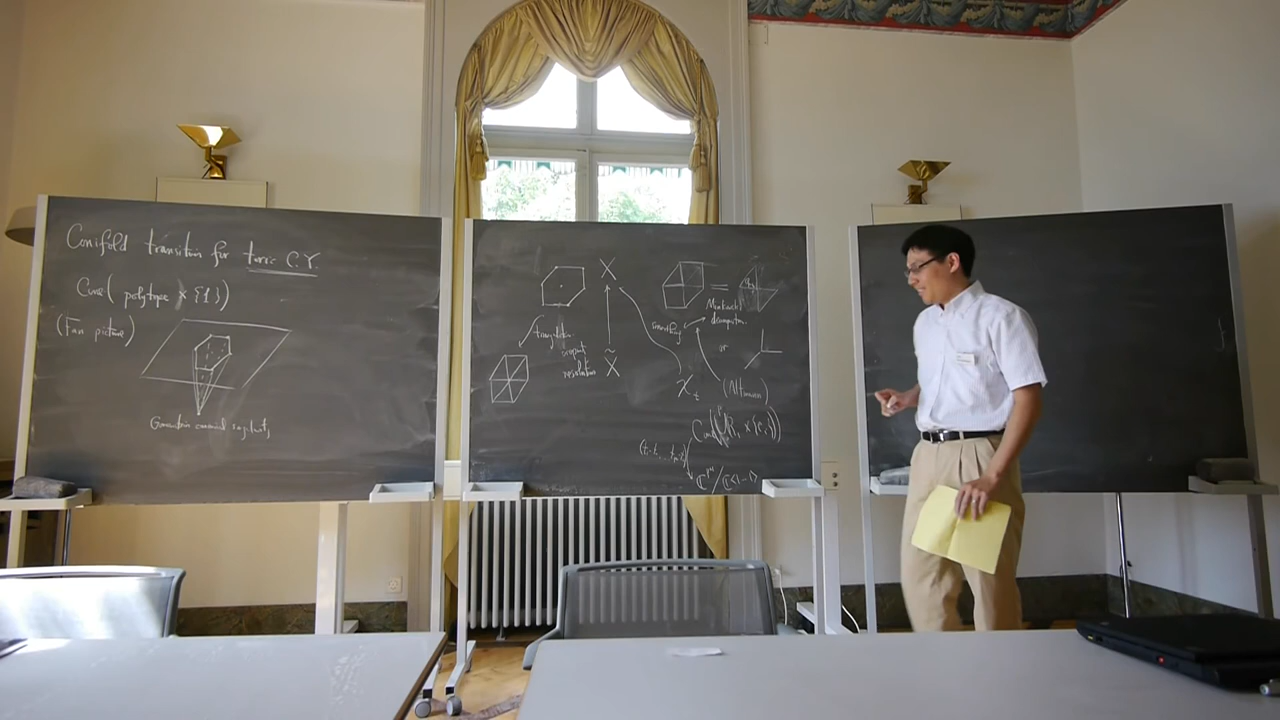 Conifold transition for toric C.Y.
Cone( polytope × {1} )
(Fan picture)
Gorenstein canonical singularity
X
=
triangulation
crepant
resolution
X̃
smoothing
Minkowski
decomposition
or
X_t
(Altmann)